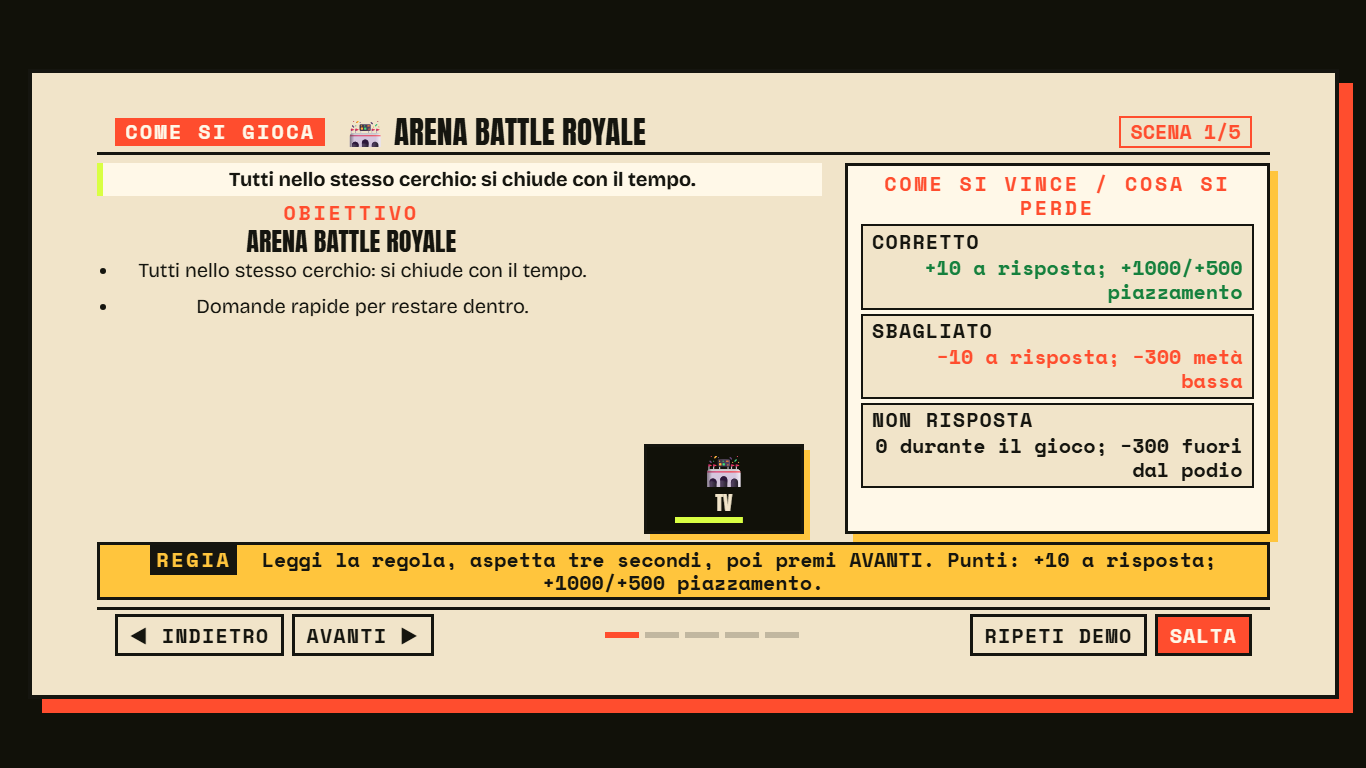 COME SI GIOCA
ARENA BATTLE ROYALE
SCENA 1/5
Tutti nello stesso cerchio: si chiude con il tempo.
OBIETTIVO
ARENA BATTLE ROYALE
• Tutti nello stesso cerchio: si chiude con il tempo.
• Domande rapide per restare dentro.
TV
COME SI VINCE / COSA SI
PERDE
CORRETTO
+10 a risposta; +1000/+500
piazzamento
SBAGLIATO
-10 a risposta; -300 metà
bassa
NON RISPOSTA
0 durante il gioco; -300 fuori
dal podio
REGIA Leggi la regola, aspetta tre secondi, poi premi AVANTI. Punti: +10 a risposta;
+1000/+500 piazzamento.
◀ INDIETRO
AVANTI ▶
RIPETI DEMO
SALTA